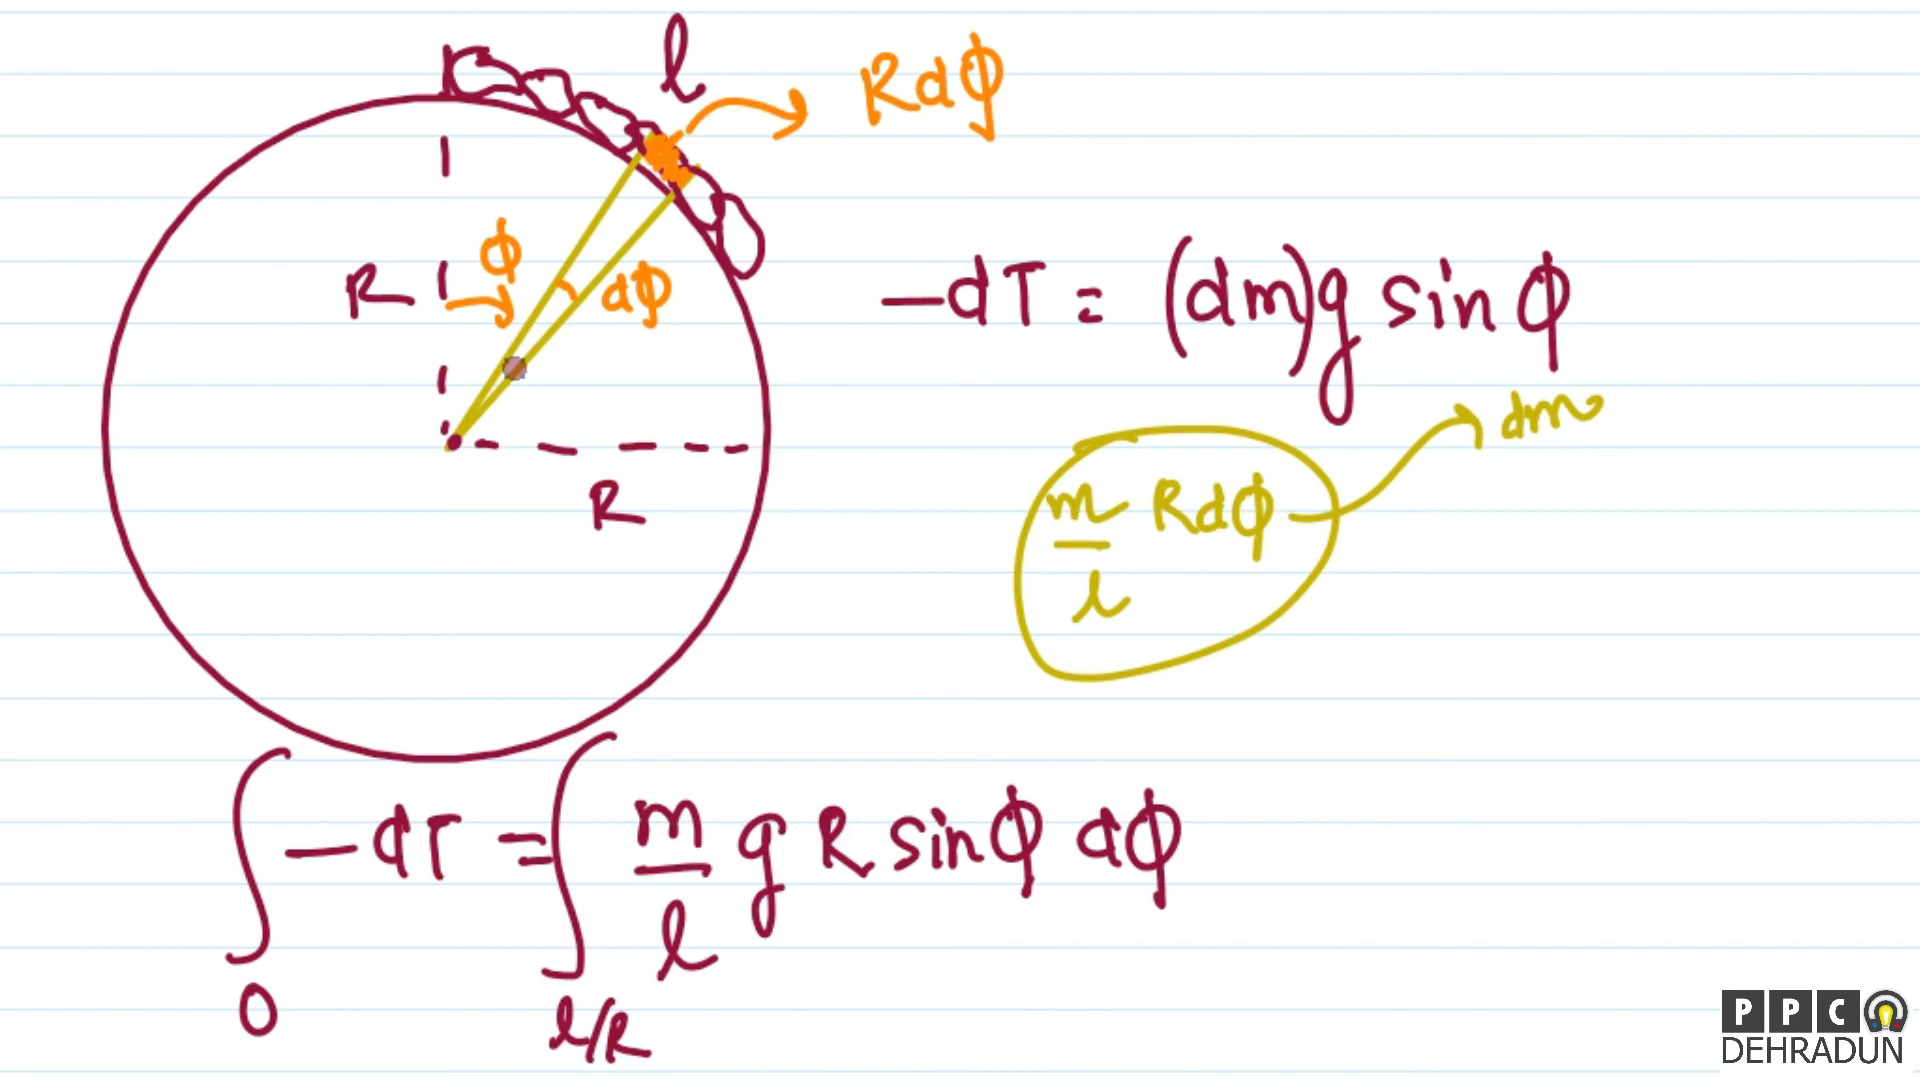 l
Rdϕ
ϕ
R
dϕ
R
-dT = (dm)g sin ϕ
dm
m/l Rdϕ
∫₀ -dT = ∫_{l/R} m/l g R sinϕ dϕ
PPC
DEHRADUN